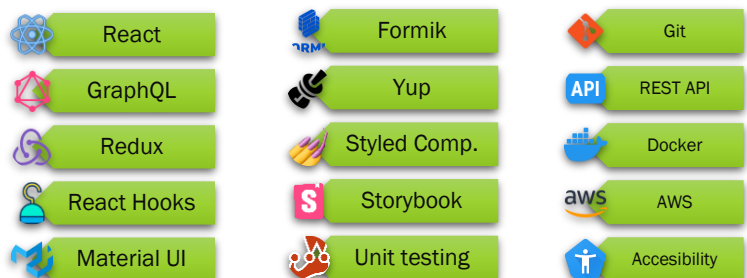 React
GraphQL
Redux
React Hooks
Material UI
Formik
Yup
Styled Comp.
Storybook
Unit testing
Git
API
REST API
Docker
aws
AWS
Accesibility